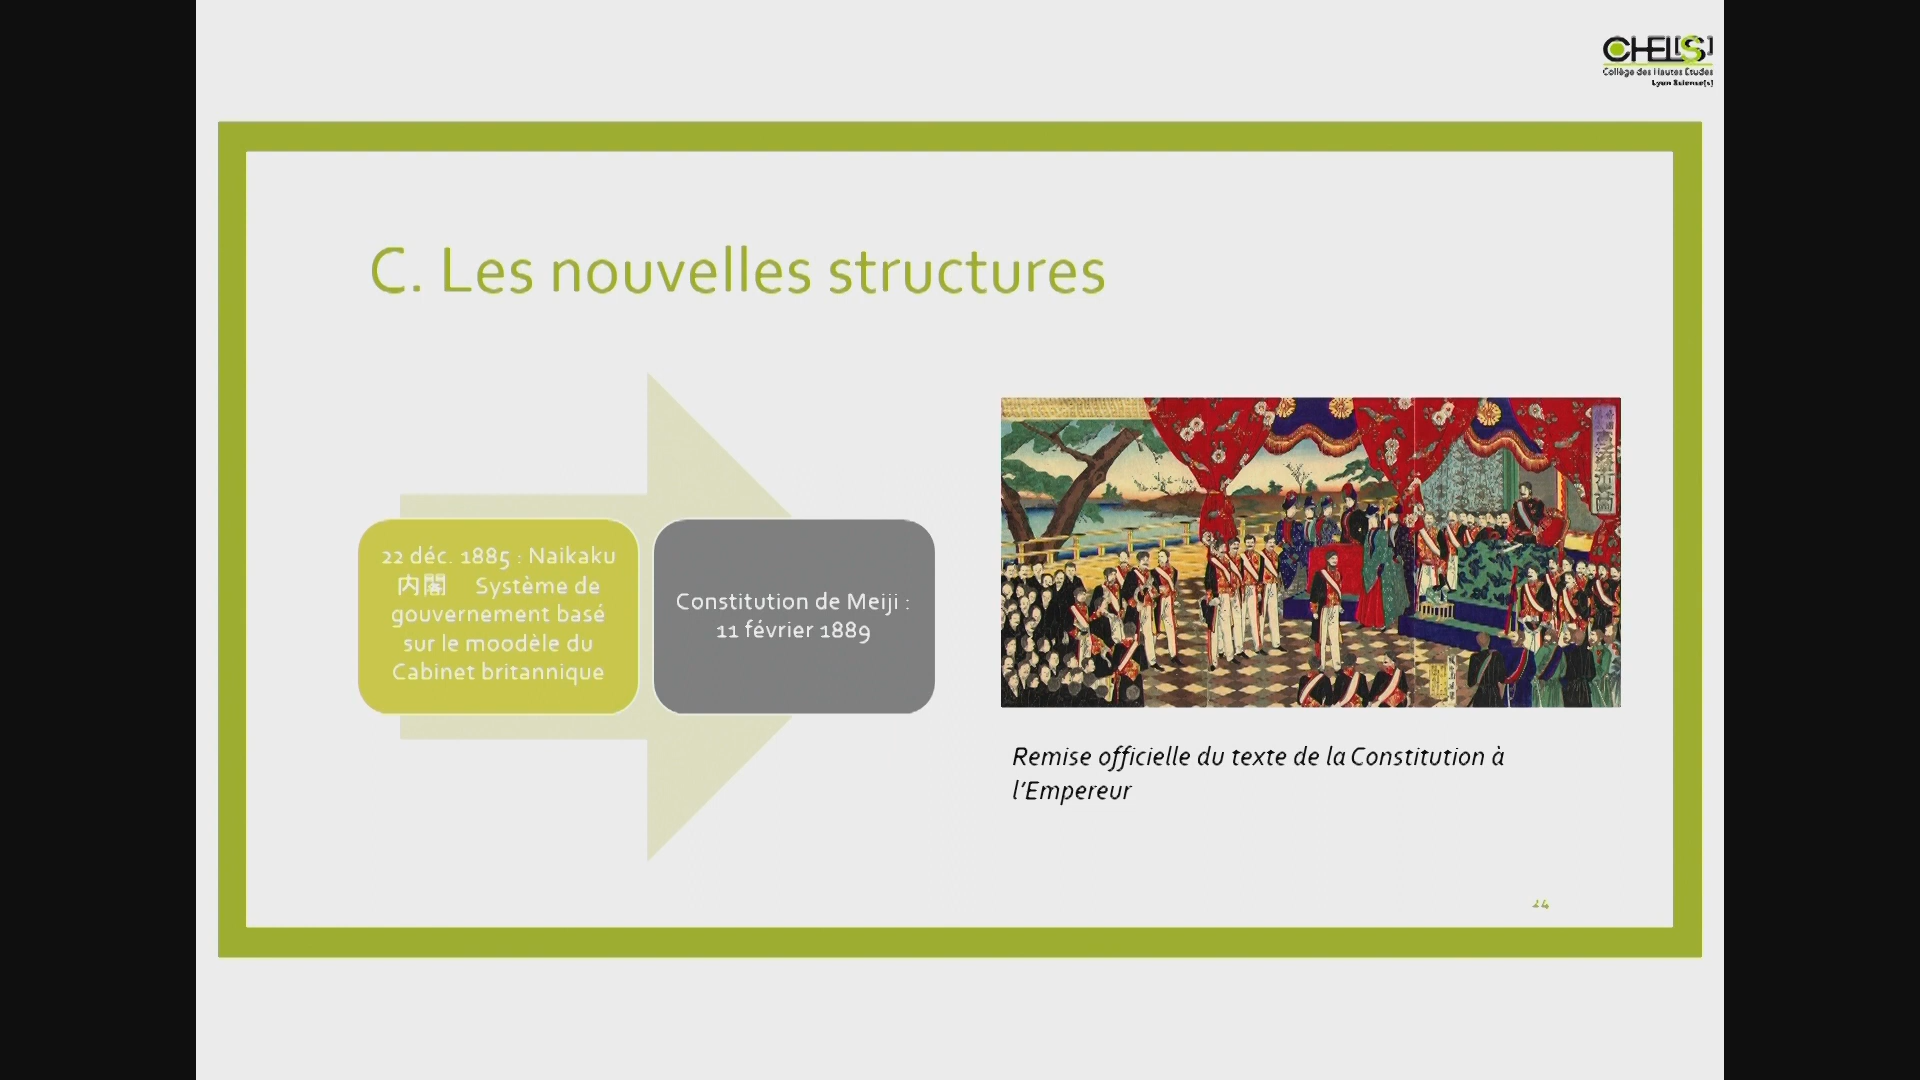 CHEL[S]
Collège des Hautes Études
Lyon Science[s]
C. Les nouvelles structures
22 déc. 1885 : Naikaku
内閣 Système de
gouvernement basé
sur le moodèle du
Cabinet britannique
Constitution de Meiji :
11 février 1889
Remise officielle du texte de la Constitution à
l’Empereur